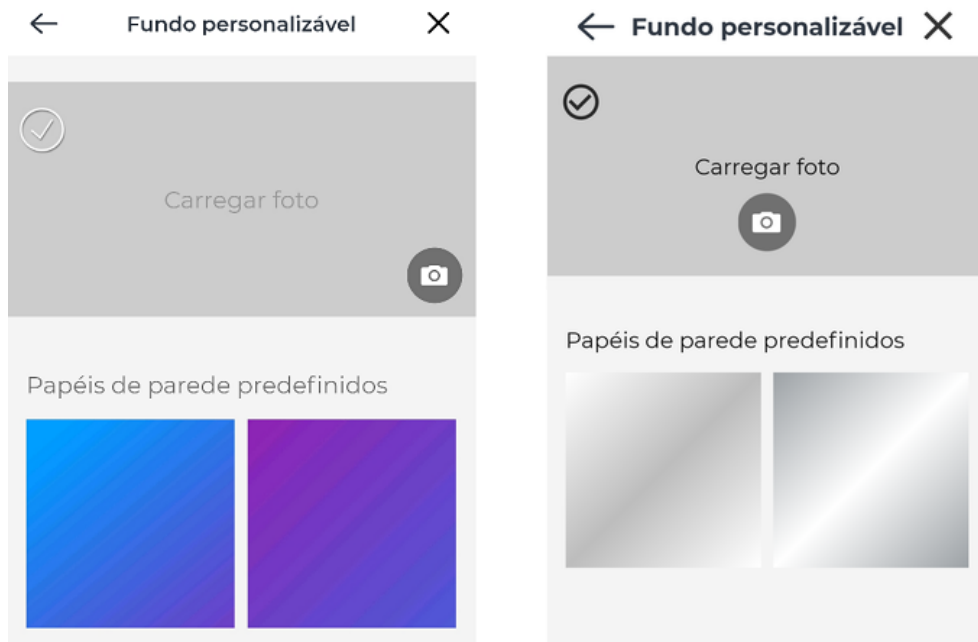 Fundo personalizável
Carregar foto
Papéis de parede predefinidos
Fundo personalizável
Carregar foto
Papéis de parede predefinidos